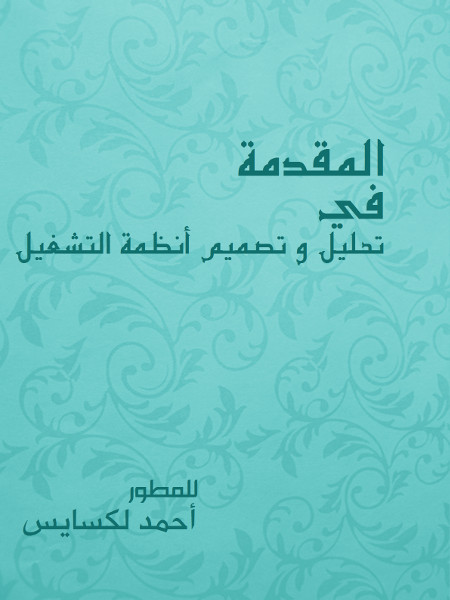 المقدمة
في
تحليل و تصميم أنظمة التشغيل
للمطور
أحمد لكسايس